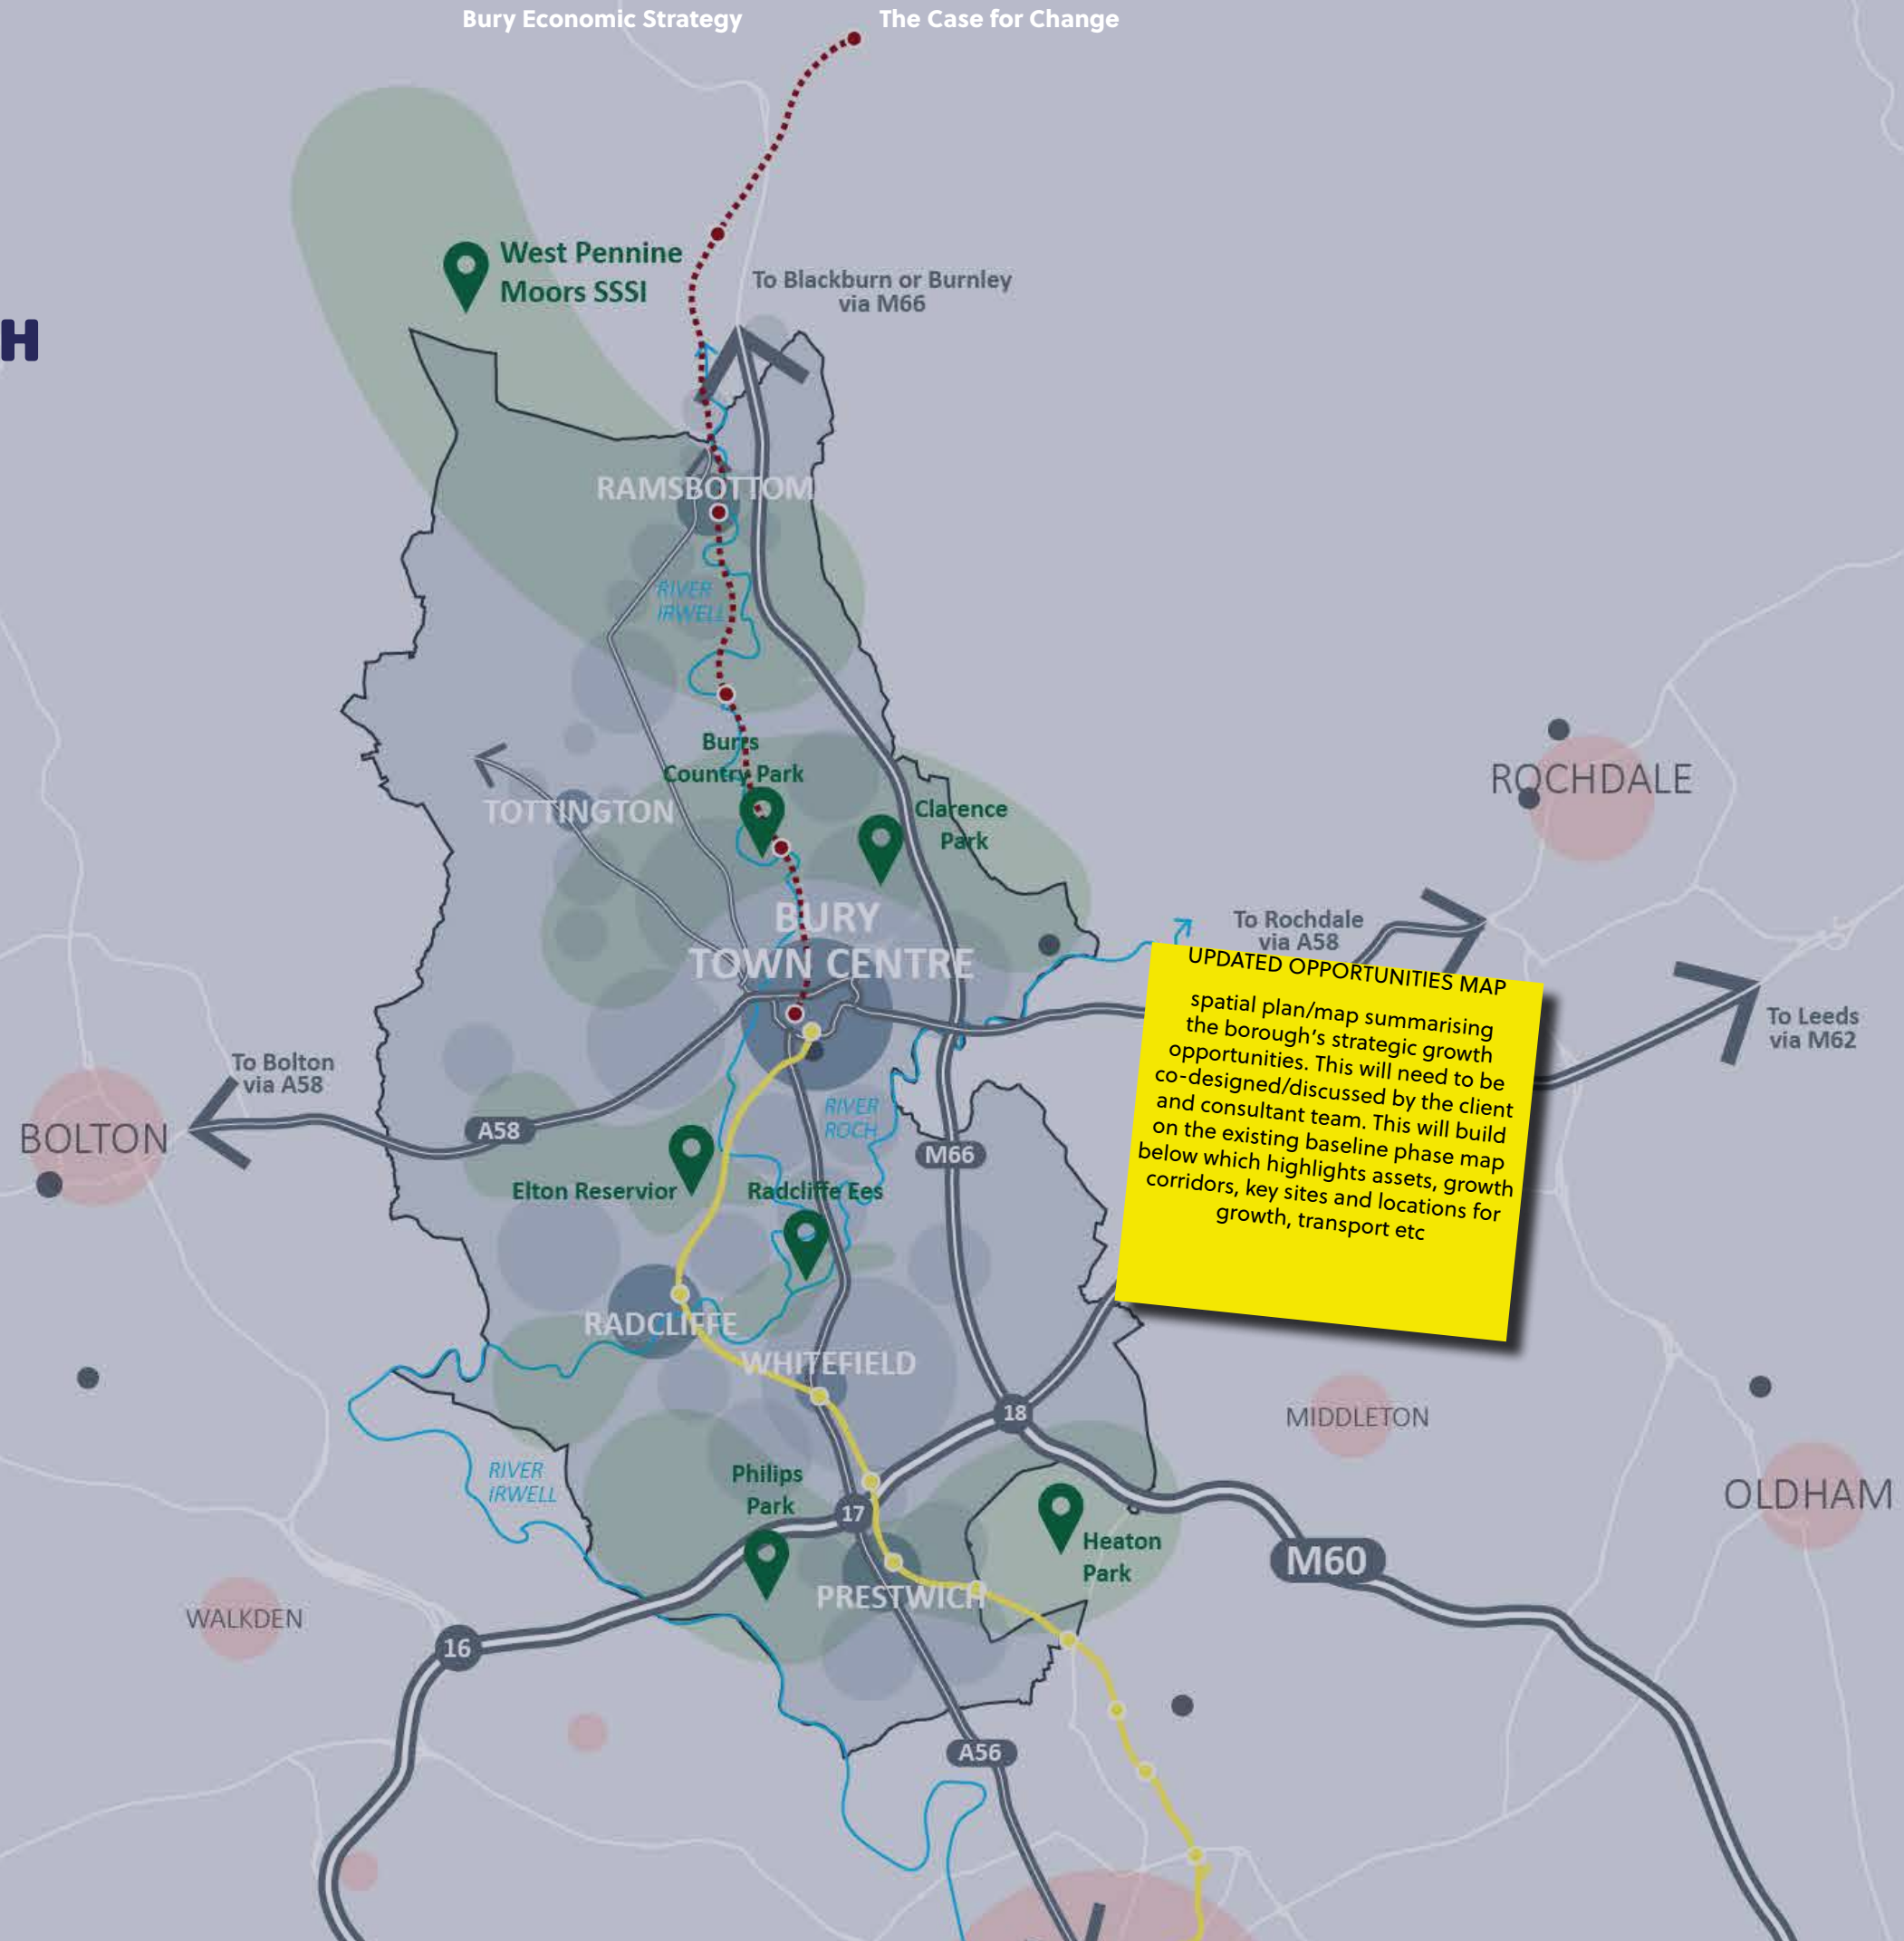 Bury Economic Strategy
The Case for Change
H
West Pennine
Moors SSSI
To Blackburn or Burnley
via M66
RAMSBOTTOM
RIVER
IRWELL
Burrs
Country Park
TOTTINGTON
Clarence
Park
ROCHDALE
BURY
TOWN CENTRE
To Rochdale
via A58
UPDATED OPPORTUNITIES MAP
spatial plan/map summarising
the borough's strategic growth
opportunities. This will need to be
co-designed/discussed by the client
and consultant team. This will build
on the existing baseline phase map
below which highlights assets, growth
corridors, key sites and locations for
growth, transport etc
To Leeds
via M62
To Bolton
via A58
BOLTON
A58
RIVER
ROCH
M66
Elton Reservior
Radcliffe Ees
RADCLIFFE
WHITEFIELD
18
MIDDLETON
RIVER
IRWELL
Philips
Park
17
OLDHAM
Heaton
Park
M60
PRESTWICH
WALKDEN
16
A56